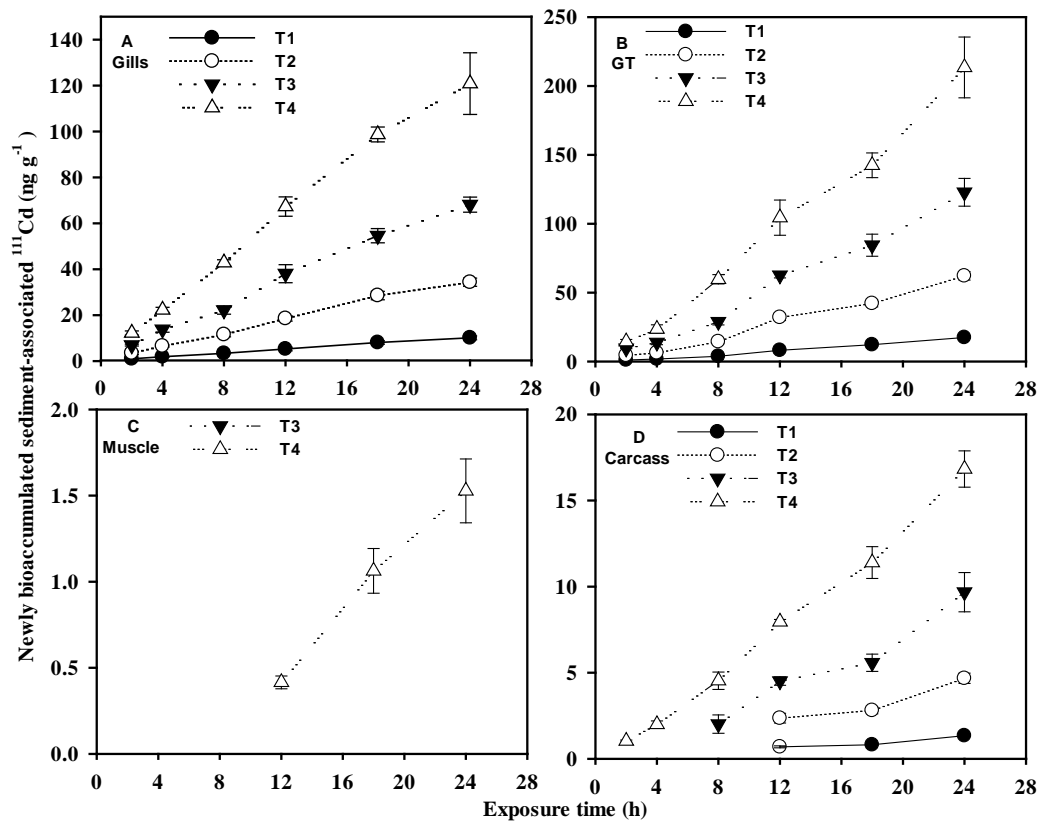 Newly bioaccumulated sediment-associated ¹¹¹Cd (ng g⁻¹ )
A
Gills
T1
T2
T3
T4
140
120
100
80
60
40
20
0
0 4 8 12 16 20 24 28
B
GT
T1
T2
T3
T4
250
200
150
100
50
0
0 4 8 12 16 20 24 28
C
Muscle
T3
T4
2.0
1.5
1.0
0.5
0.0
0 4 8 12 16 20 24 28
D
Carcass
T1
T2
T3
T4
20
15
10
5
0
0 4 8 12 16 20 24 28
Exposure time (h)